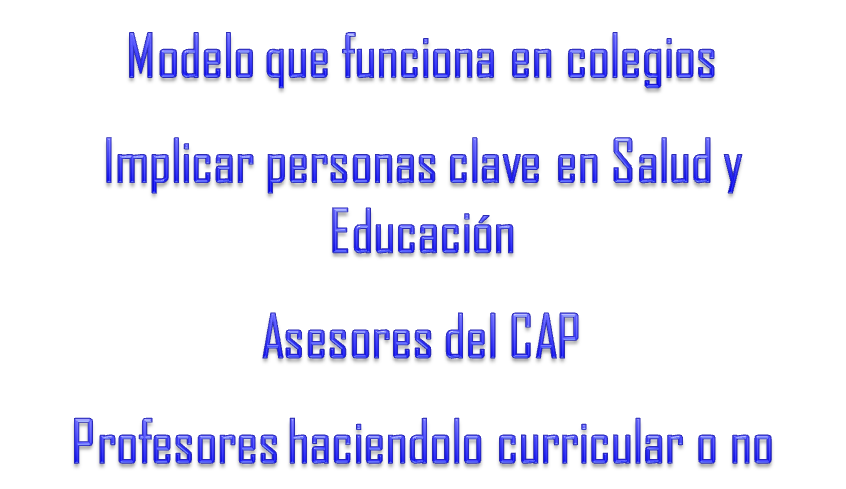 Modelo que funciona en colegios
Implicar personas clave en Salud y
Educación
Asesores del CAP
Profesores haciendolo curricular o no